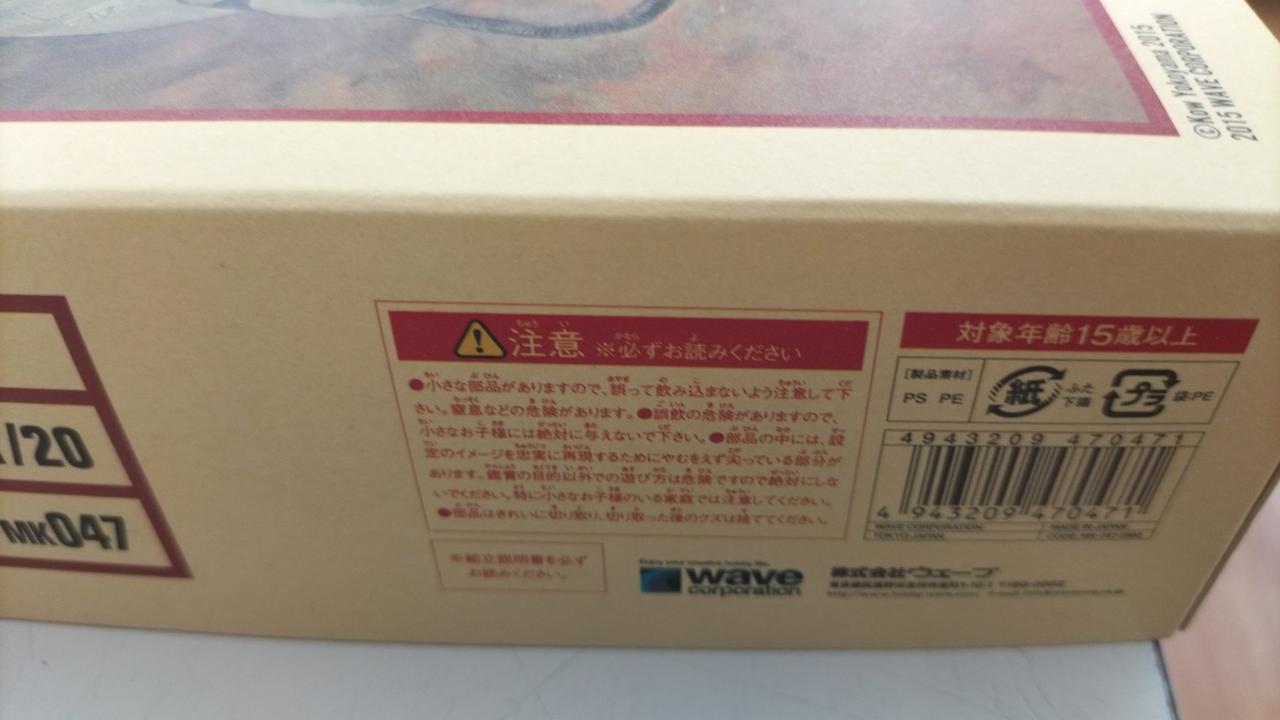 ©Kow Yokoyama 2015
2015 WAVE CORPORATION
1/20
MK047
注意 ※必ずお読みください
●小さな部品がありますので、誤って飲み込まないよう注意して下
さい。窒息などの危険があります。●誤飲の危険がありますので、
小さなお子様には絶対に与えないで下さい。●部品の中には、設
定のイメージを忠実に再現するためにやむをえず尖っている部分が
あります。鑑賞の目的以外での遊び方は危険ですので絶対にしな
いでください。特に小さなお子様のいる家庭では注意してください。
●部品はきれいに切り取り、切り取った後のクズは捨ててください。
※組立説明書を必ず
お読みください。
対象年齢15歳以上
[製品素材]
PS PE
紙 ふた
下箱
プラ 袋:PE
4943209 470471
4 943209 470471
WAVE CORPORATION
TOKYO JAPAN
MADE IN JAPAN
Enjoy your creative hobby life.
wave
corporation
株式会社ウェーブ